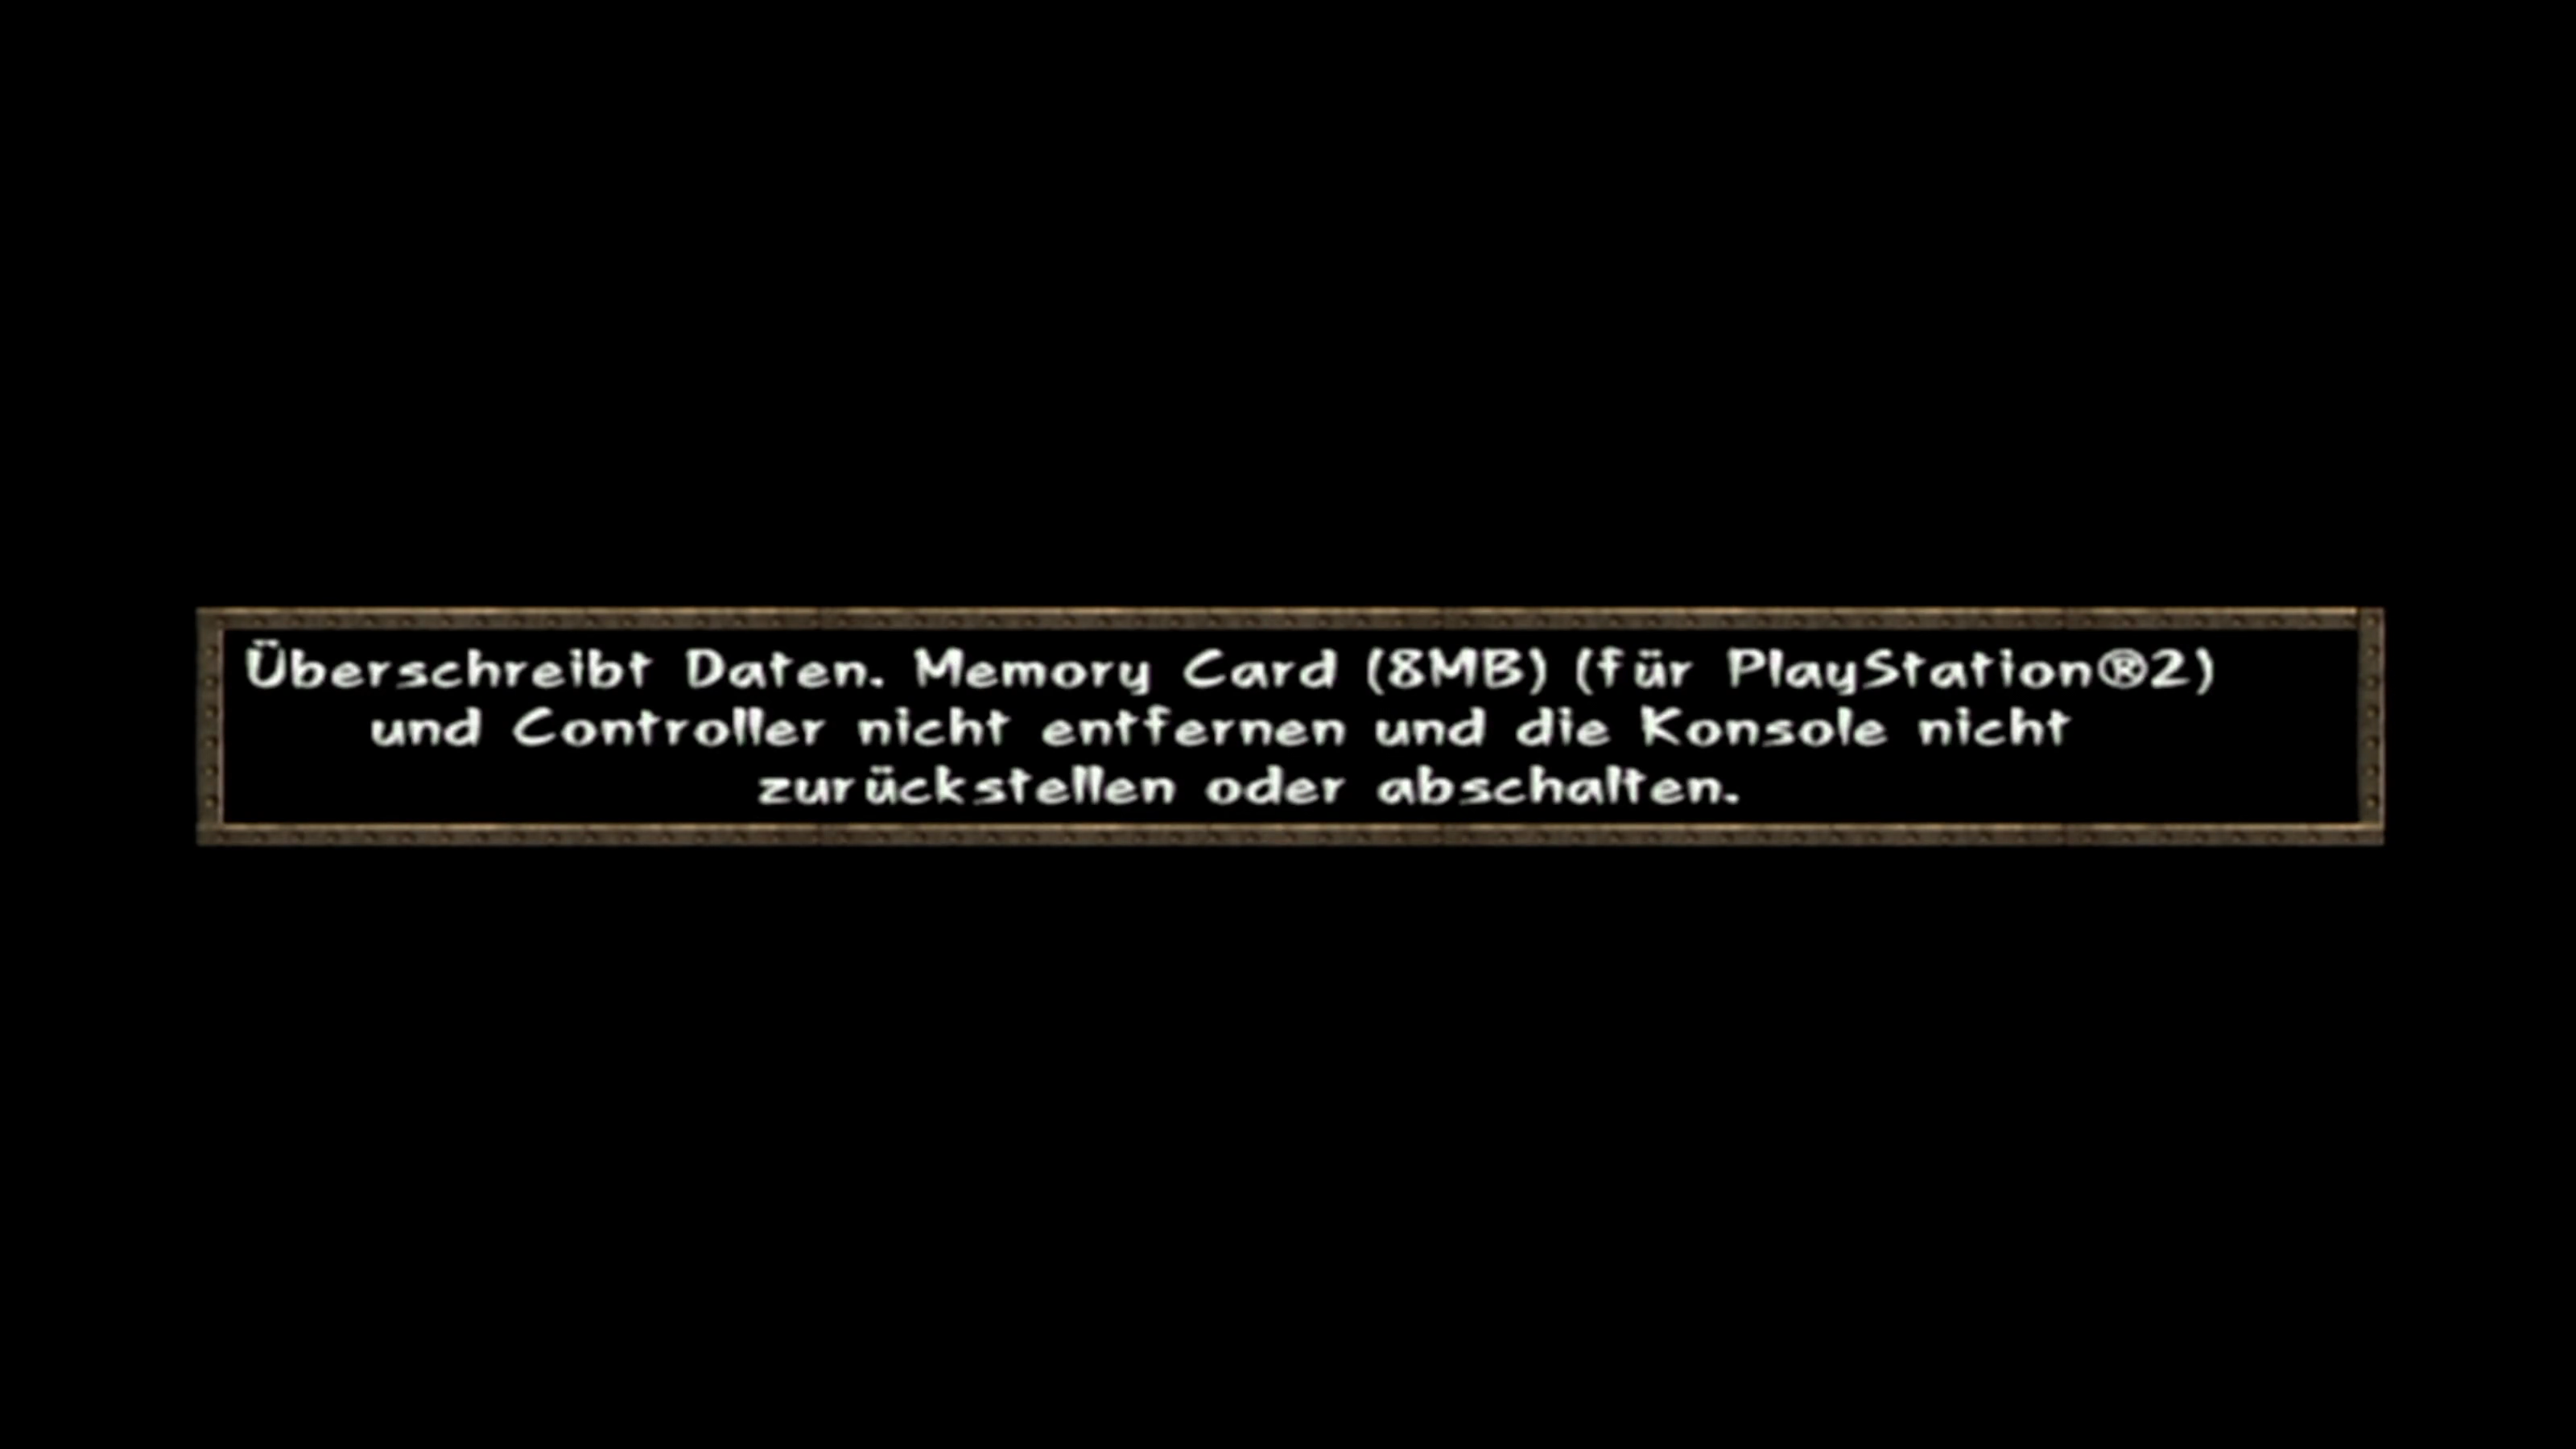 Überschreibt Daten. Memory Card (8MB) (für PlayStation®2)
und Controller nicht entfernen und die Konsole nicht
zurückstellen oder abschalten.